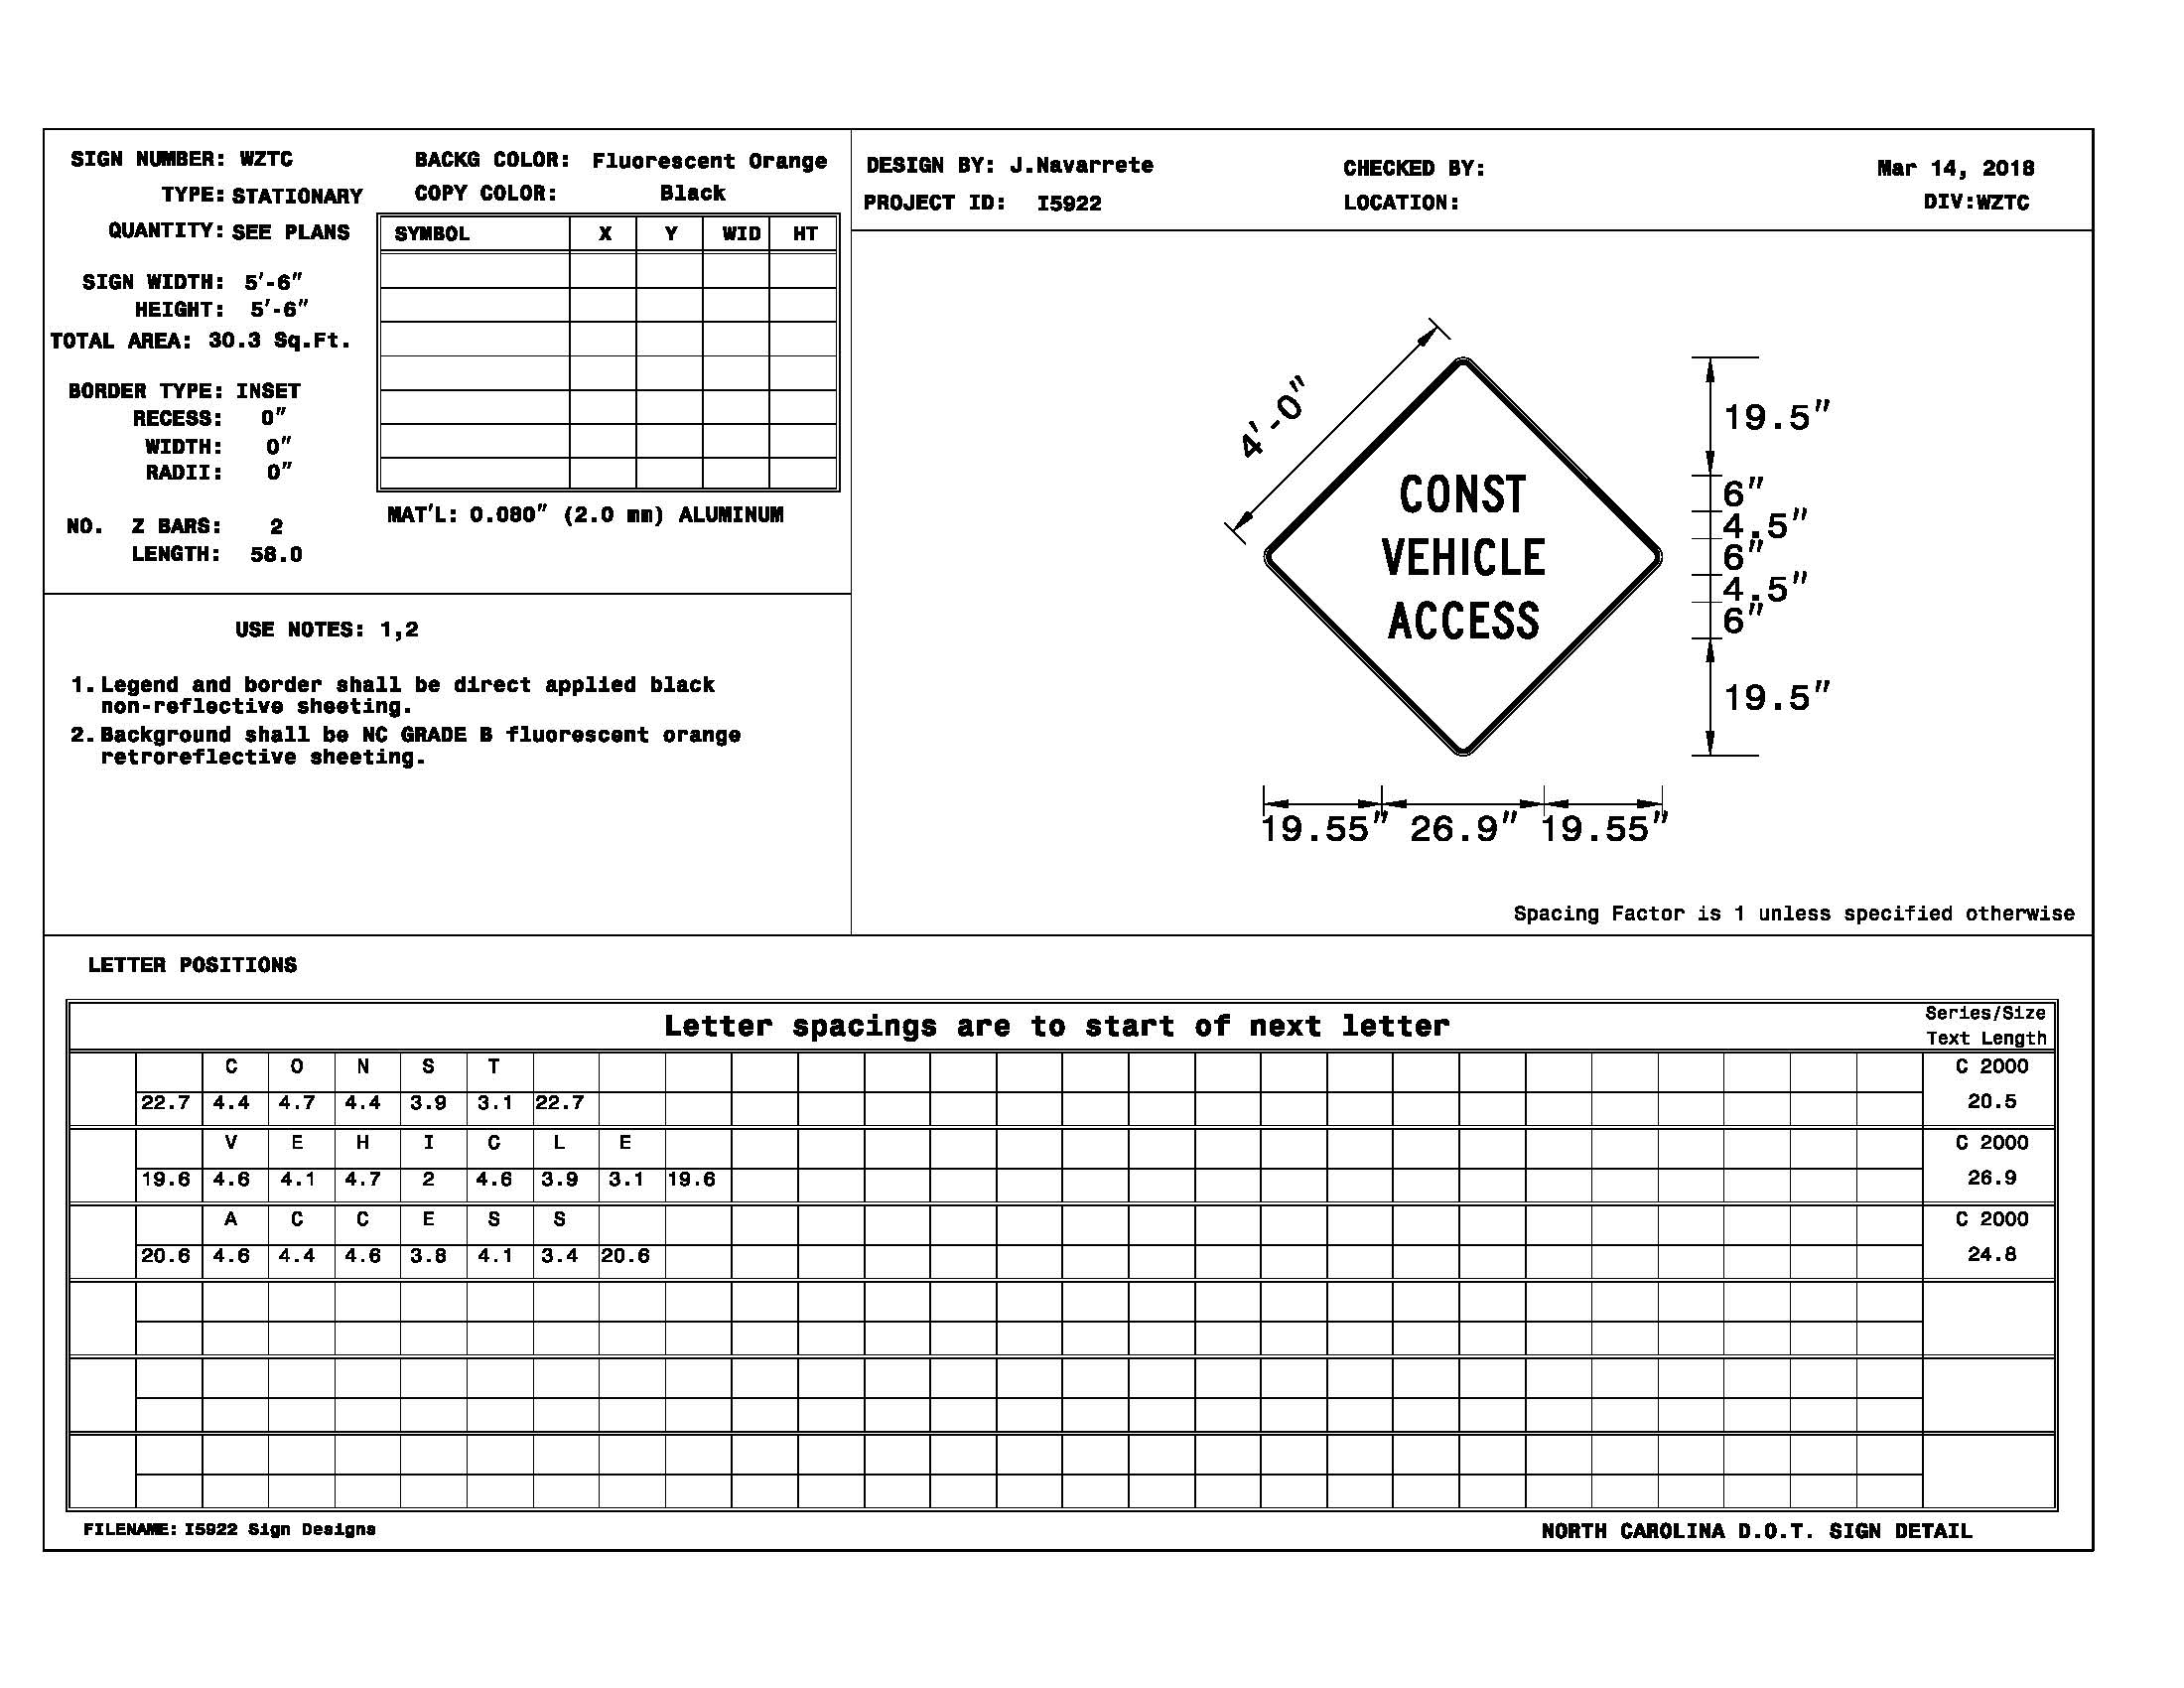 SIGN NUMBER: WZTC
TYPE: STATIONARY
QUANTITY: SEE PLANS
SIGN WIDTH: 5'-6"
HEIGHT: 5'-6"
TOTAL AREA: 30.3 Sq.Ft.
BORDER TYPE: INSET
RECESS: 0"
WIDTH: 0"
RADII: 0"
NO. Z BARS: 2
LENGTH: 58.0
BACKG COLOR: Fluorescent Orange
COPY COLOR: Black
SYMBOL X Y WID HT
MAT'L: 0.080" (2.0 mm) ALUMINUM
USE NOTES: 1,2
1. Legend and border shall be direct applied black
non-reflective sheeting.
2. Background shall be NC GRADE B fluorescent orange
retroreflective sheeting.
DESIGN BY: J.Navarrete
PROJECT ID: I5922
CHECKED BY:
LOCATION:
Mar 14, 2018
DIV:WZTC
4'-0"
CONST
VEHICLE
ACCESS
19.5"
6"
4.5"
6"
4.5"
6"
19.5"
19.55" 26.9" 19.55"
Spacing Factor is 1 unless specified otherwise
LETTER POSITIONS
Letter spacings are to start of next letter
Series/Size
Text Length
C O N S T C 2000
22.7 4.4 4.7 4.4 3.9 3.1 22.7 20.5
V E H I C L E C 2000
19.6 4.6 4.1 4.7 2 4.6 3.9 3.1 19.6 26.9
A C C E S S C 2000
20.6 4.6 4.4 4.6 3.8 4.1 3.4 20.6 24.8
FILENAME: I5922 Sign Designs
NORTH CAROLINA D.O.T. SIGN DETAIL